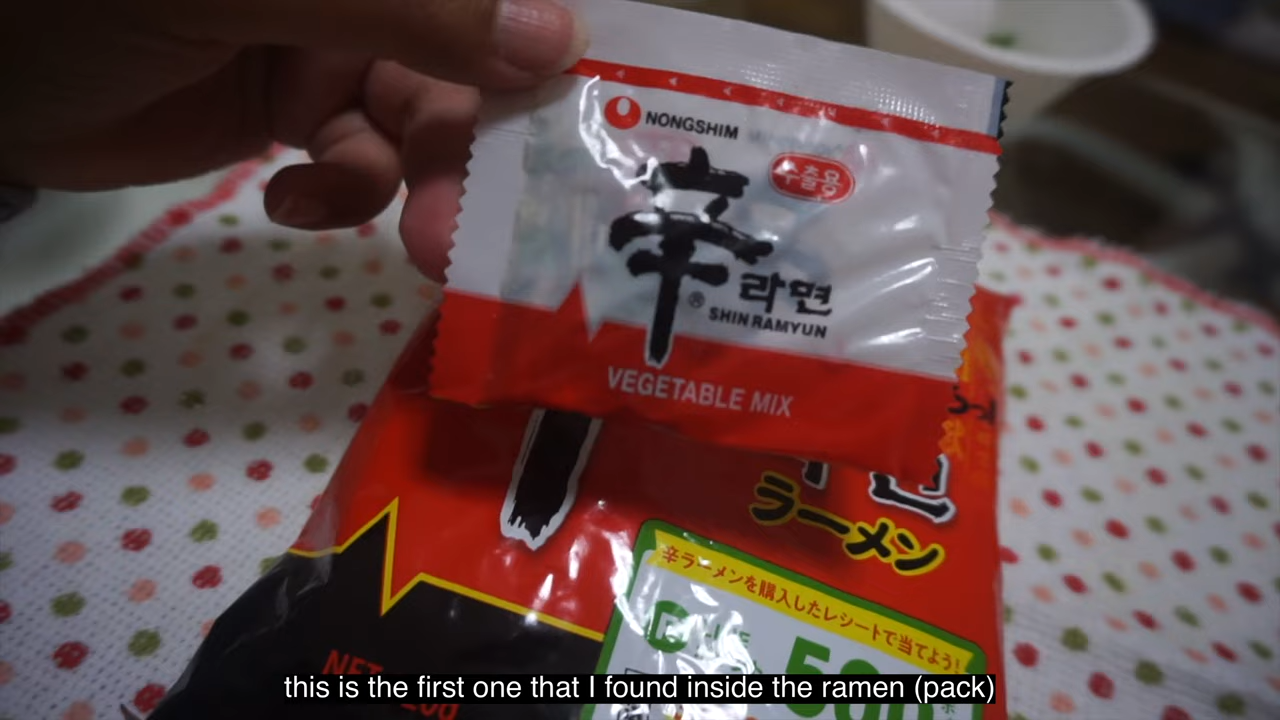 NONGSHIM
수출용
辛
라면
® SHIN RAMYUN
VEGETABLE MIX
ラーメン
辛ラーメンを購入したレシートで当てよう!
NET
this is the first one that I found inside the ramen (pack)